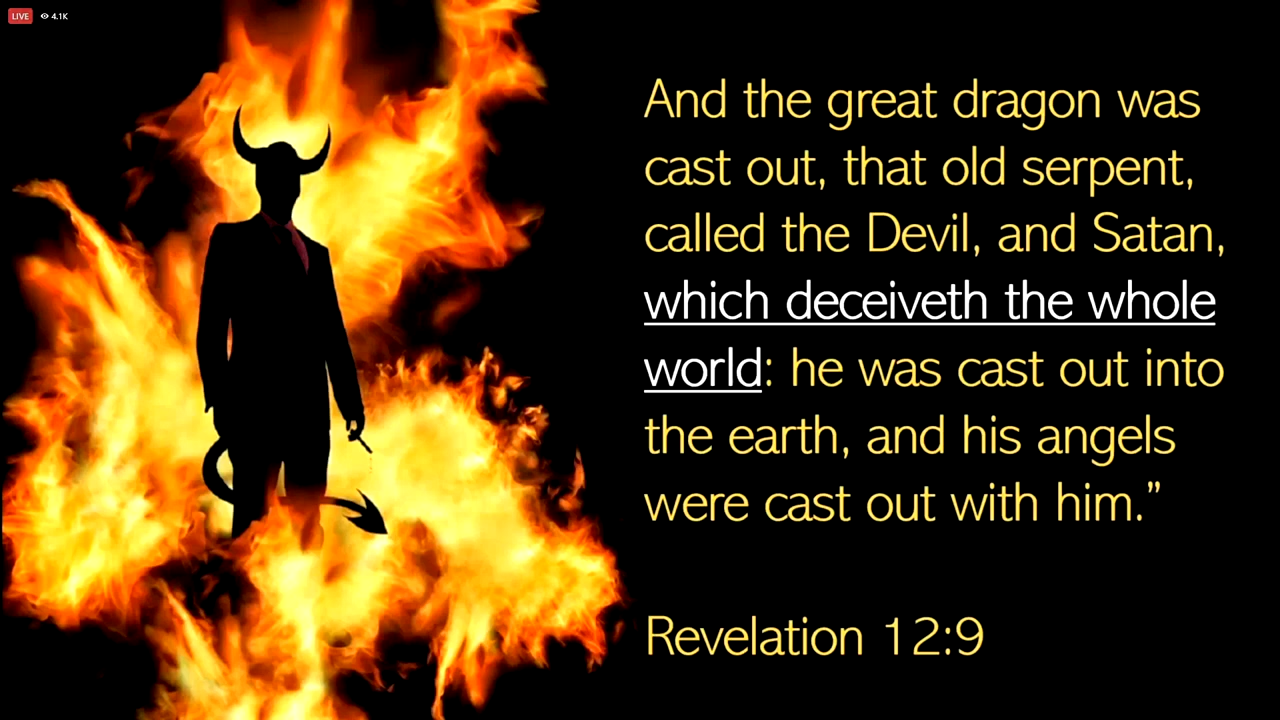 LIVE 4.1K
And the great dragon was
cast out, that old serpent,
called the Devil, and Satan,
which deceiveth the whole
world: he was cast out into
the earth, and his angels
were cast out with him.”
Revelation 12:9